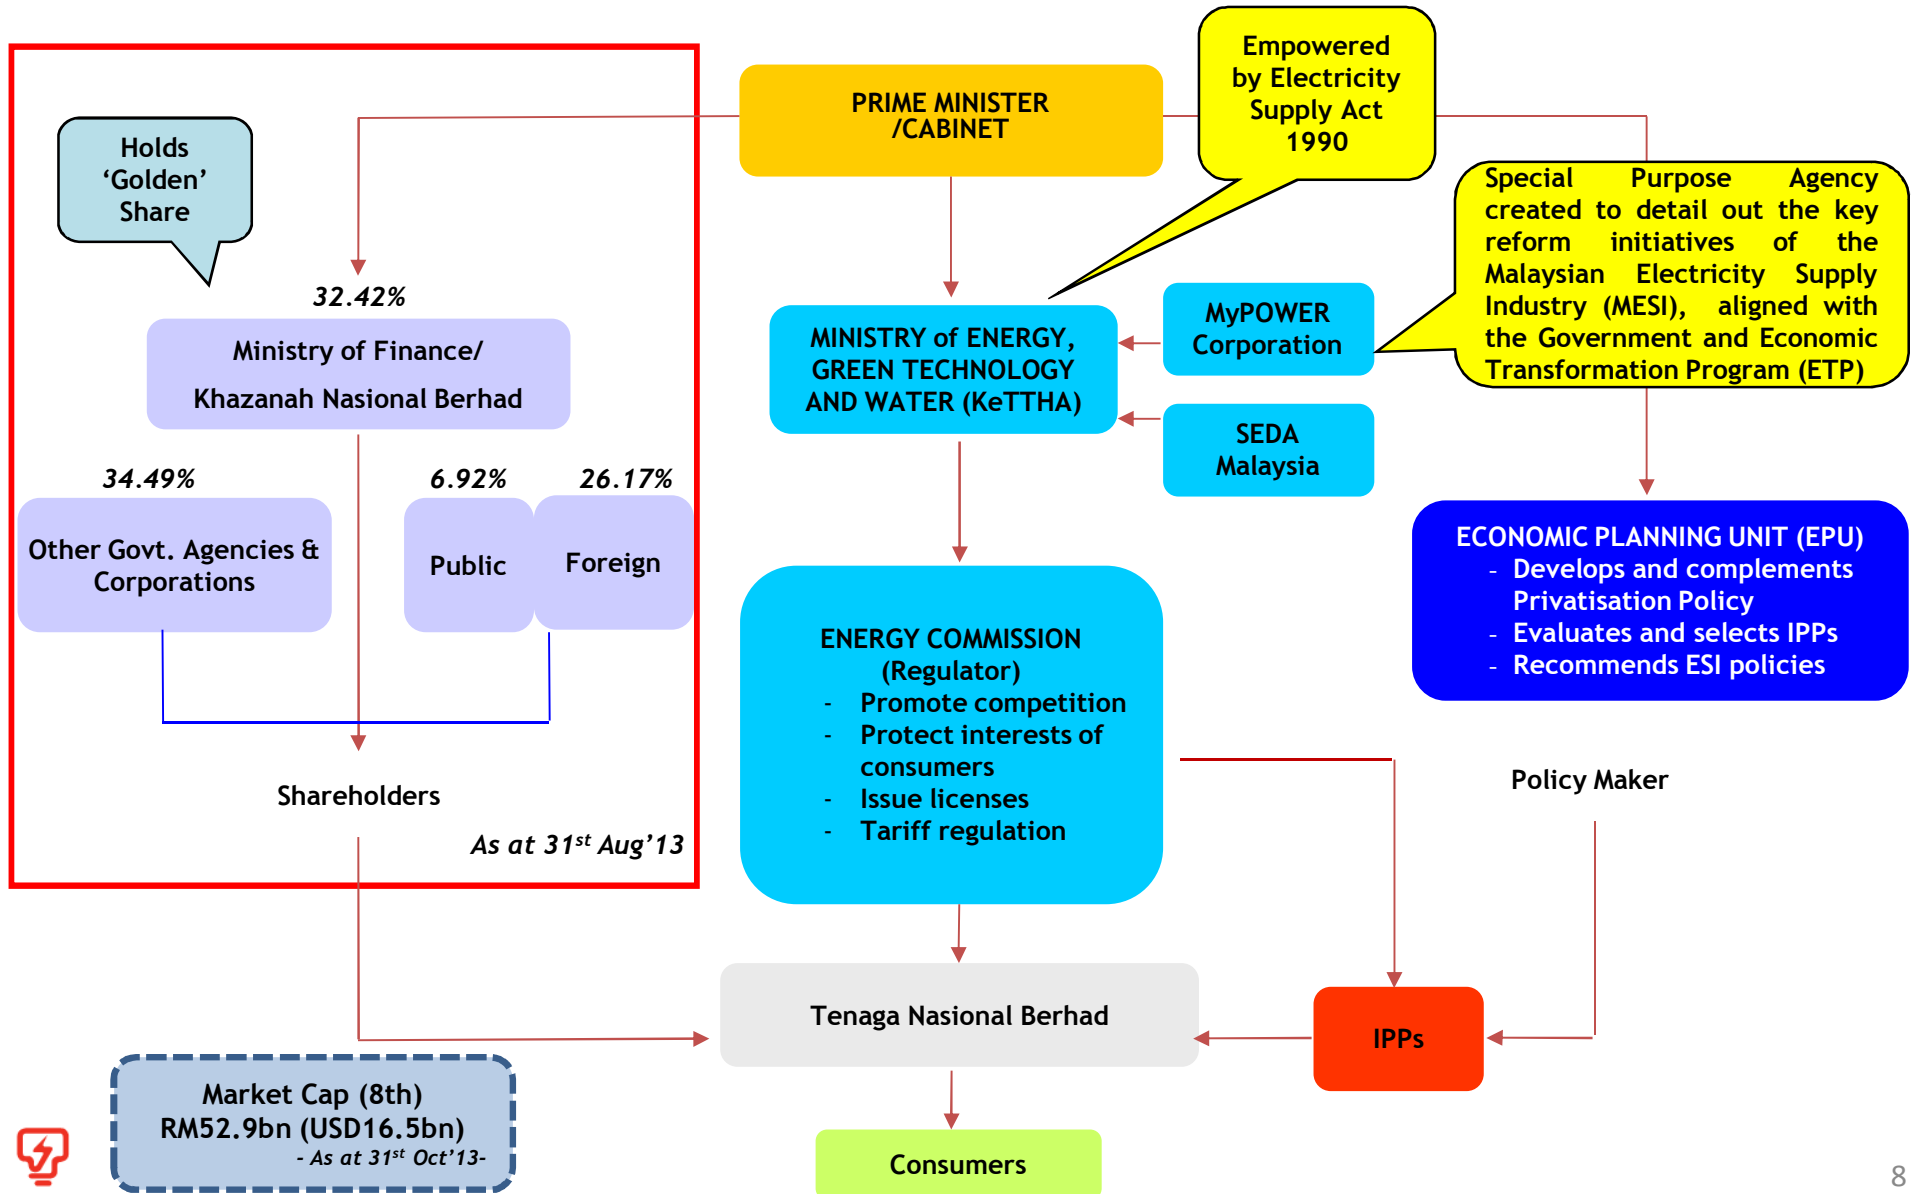 PRIME MINISTER
/CABINET
Empowered
by Electricity
Supply Act
1990
Holds
‘Golden’
Share
Special Purpose Agency
created to detail out the key
reform initiatives of the
Malaysian Electricity Supply
Industry (MESI), aligned with
the Government and Economic
Transformation Program (ETP)
32.42%
Ministry of Finance/
Khazanah Nasional Berhad
MINISTRY of ENERGY,
GREEN TECHNOLOGY
AND WATER (KeTTHA)
MyPOWER
Corporation
SEDA
Malaysia
34.49%
6.92%
26.17%
Other Govt. Agencies &
Corporations
Public
Foreign
ECONOMIC PLANNING UNIT (EPU)
- Develops and complements
Privatisation Policy
- Evaluates and selects IPPs
- Recommends ESI policies
ENERGY COMMISSION
(Regulator)
- Promote competition
- Protect interests of
consumers
- Issue licenses
- Tariff regulation
Shareholders
As at 31st Aug’13
Policy Maker
Tenaga Nasional Berhad
IPPs
Market Cap (8th)
RM52.9bn (USD16.5bn)
- As at 31st Oct’13-
Consumers
8